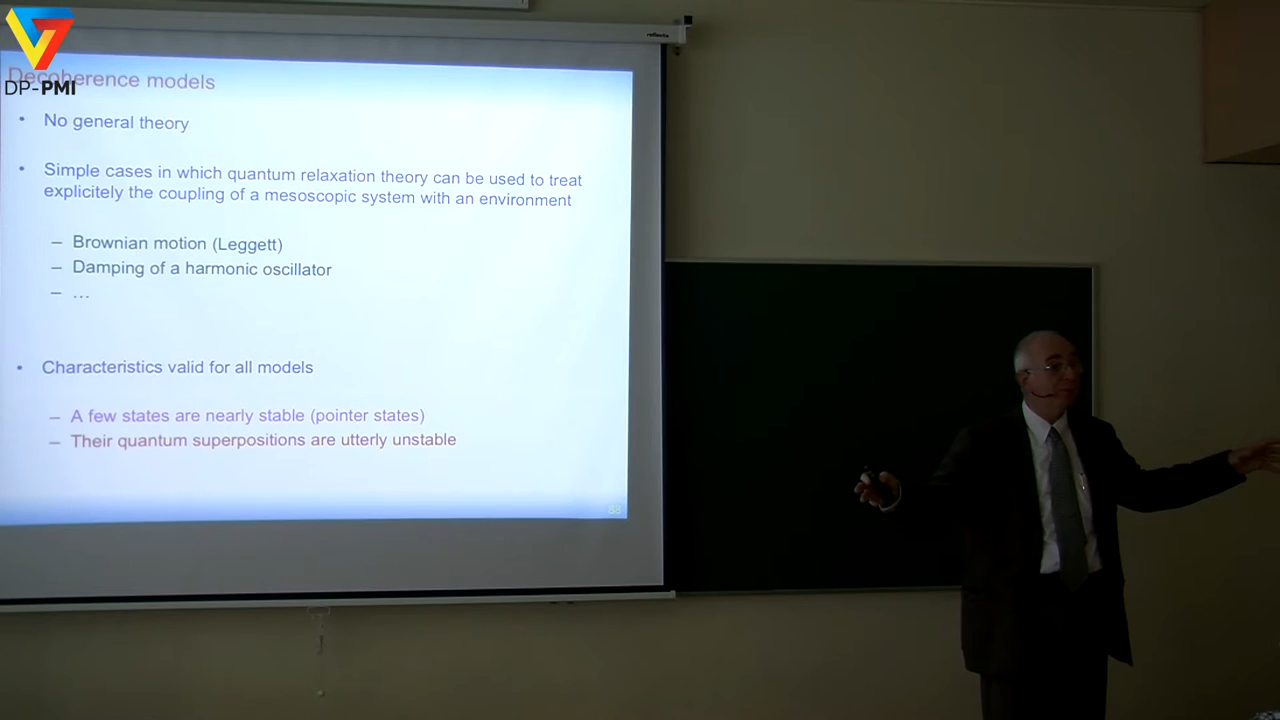 reflecta
Decoherence models
DP-PMI
• No general theory
• Simple cases in which quantum relaxation theory can be used to treat
explicitely the coupling of a mesoscopic system with an environment
– Brownian motion (Leggett)
– Damping of a harmonic oscillator
– ...
• Characteristics valid for all models
– A few states are nearly stable (pointer states)
– Their quantum superpositions are utterly unstable